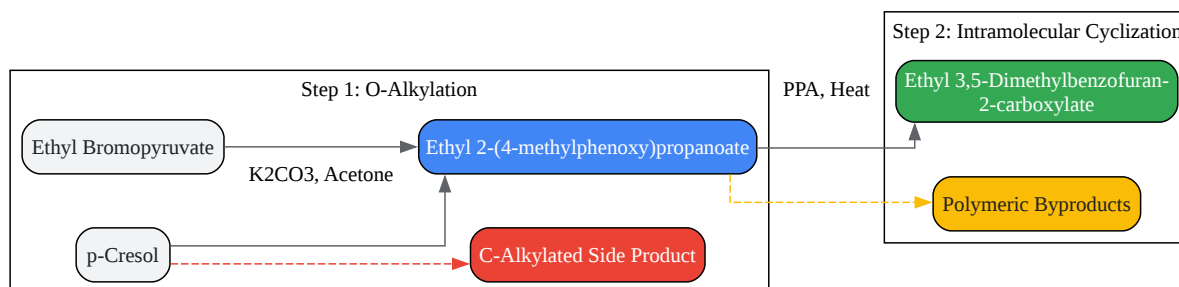 Step 2: Intramolecular Cyclization
Ethyl 3,5-Dimethylbenzofuran-
2-carboxylate
Step 1: O-Alkylation
PPA, Heat
Ethyl Bromopyruvate
Ethyl 2-(4-methylphenoxy)propanoate
K2CO3, Acetone
Polymeric Byproducts
p-Cresol
C-Alkylated Side Product